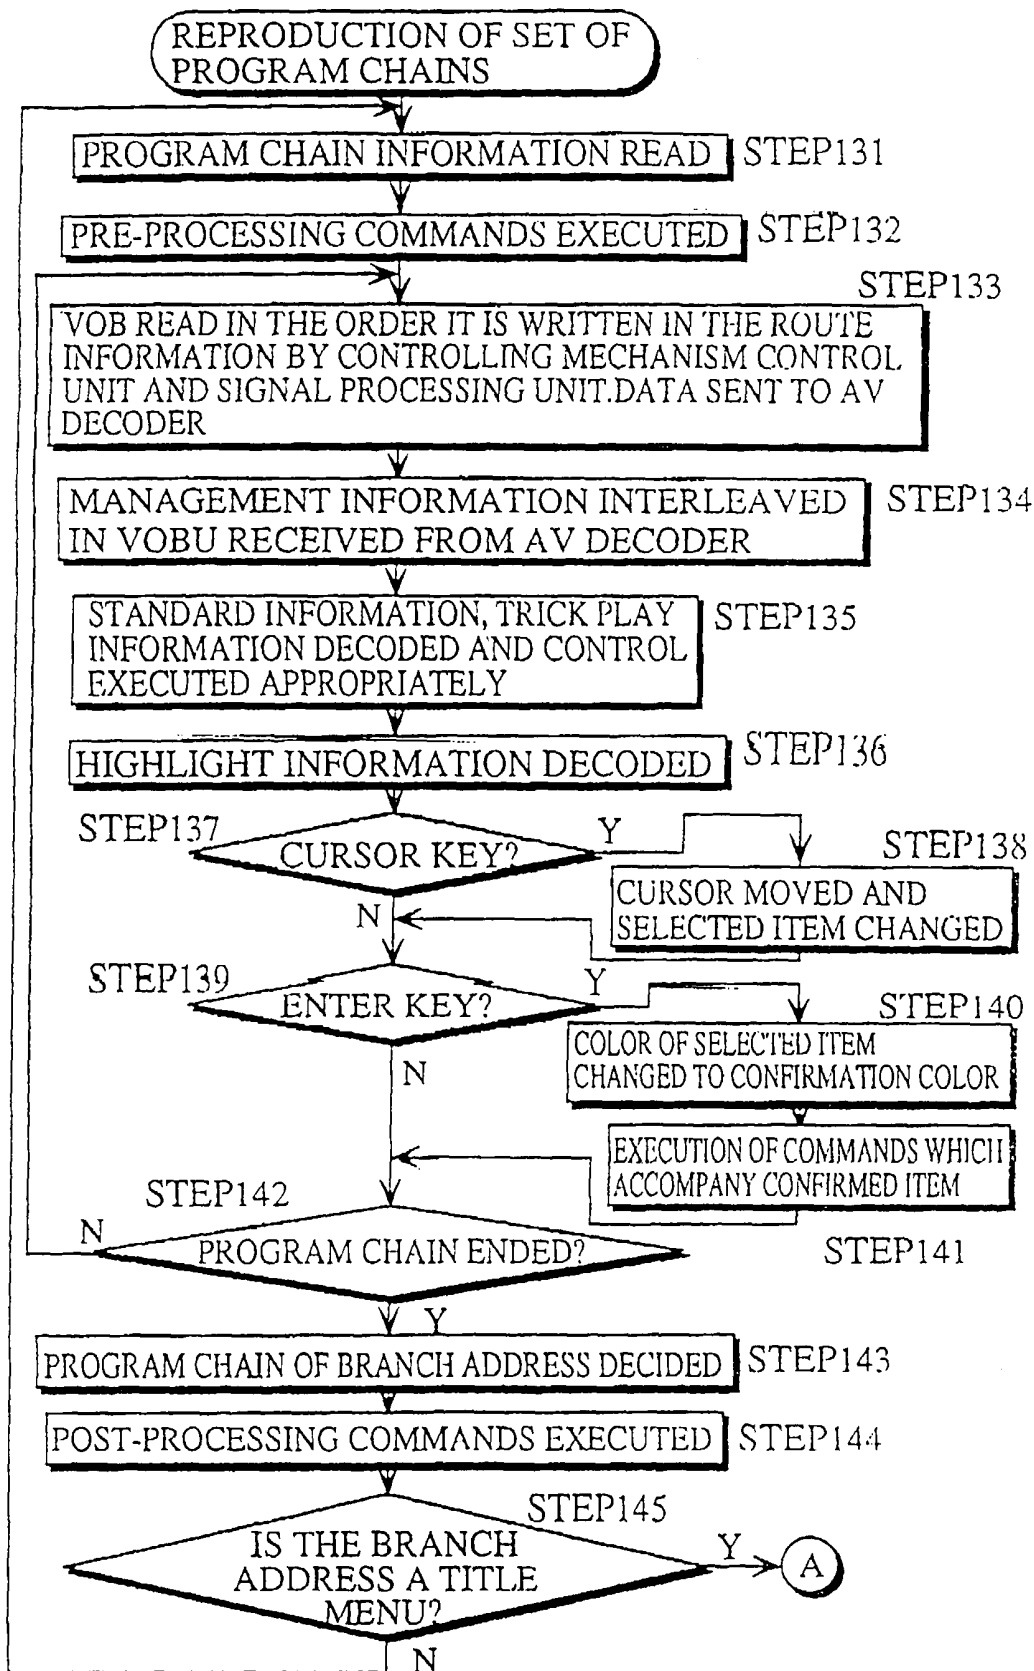 REPRODUCTION OF SET OF
PROGRAM CHAINS
PROGRAM CHAIN INFORMATION READ
STEP131
PRE-PROCESSING COMMANDS EXECUTED
STEP132
STEP133
VOB READ IN THE ORDER IT IS WRITTEN IN THE ROUTE
INFORMATION BY CONTROLLING MECHANISM CONTROL
UNIT AND SIGNAL PROCESSING UNIT.DATA SENT TO AV
DECODER
MANAGEMENT INFORMATION INTERLEAVED
IN VOBU RECEIVED FROM AV DECODER
STEP134
STANDARD INFORMATION, TRICK PLAY
INFORMATION DECODED AND CONTROL
EXECUTED APPROPRIATELY
STEP135
HIGHLIGHT INFORMATION DECODED
STEP136
STEP137
CURSOR KEY?
Y
STEP138
CURSOR MOVED AND
SELECTED ITEM CHANGED
N
STEP139
ENTER KEY?
Y
STEP140
COLOR OF SELECTED ITEM
CHANGED TO CONFIRMATION COLOR
N
EXECUTION OF COMMANDS WHICH
ACCOMPANY CONFIRMED ITEM
STEP141
STEP142
N
PROGRAM CHAIN ENDED?
Y
PROGRAM CHAIN OF BRANCH ADDRESS DECIDED
STEP143
POST-PROCESSING COMMANDS EXECUTED
STEP144
STEP145
IS THE BRANCH
ADDRESS A TITLE
MENU?
Y
A
N